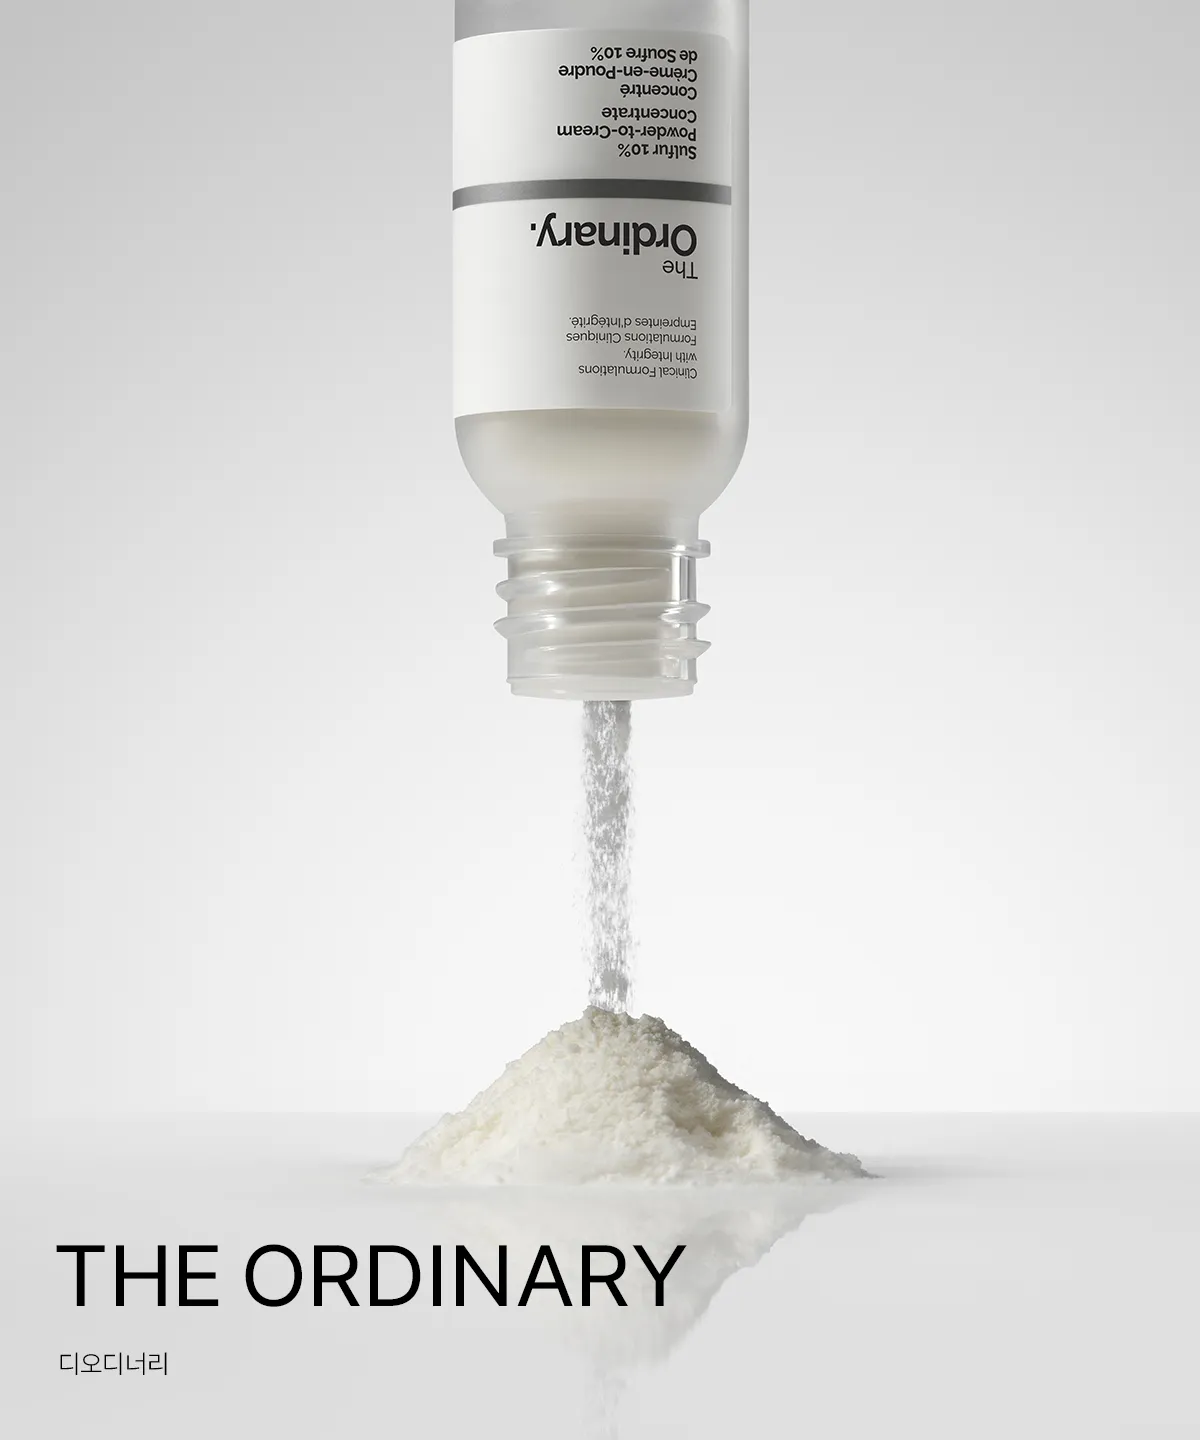 Clinical Formulations
with Integrity.
Formulations Cliniques
Empreintes d'Intégrité.
The
Ordinary.
Sulfur 10%
Powder-to-Cream
Concentrate
Concentré
Crème-en-Poudre
de Soufre 10%
THE ORDINARY
디오디너리